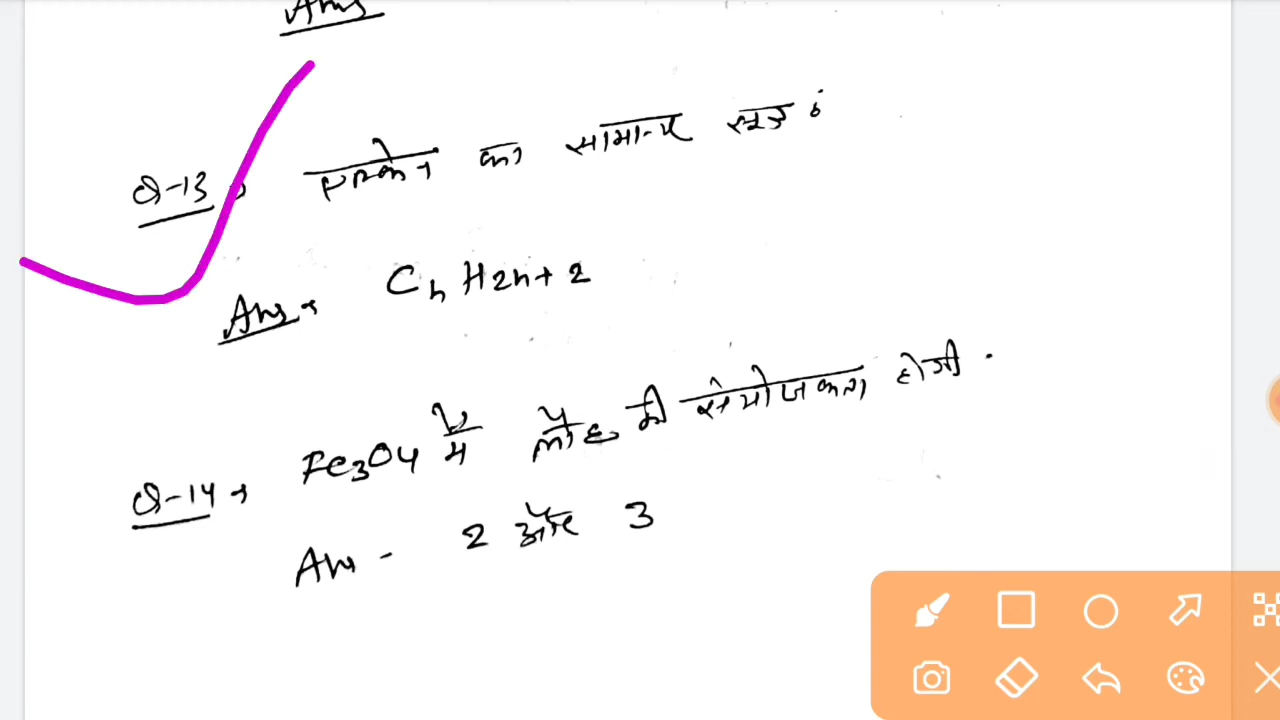 Ans
Q-13 एल्केन का सामान्य सूत्र :
Ans CnH2n+2
Q-14 Fe3O4 में लौह की संयोजकता होगी .
Ans - 2 और 3